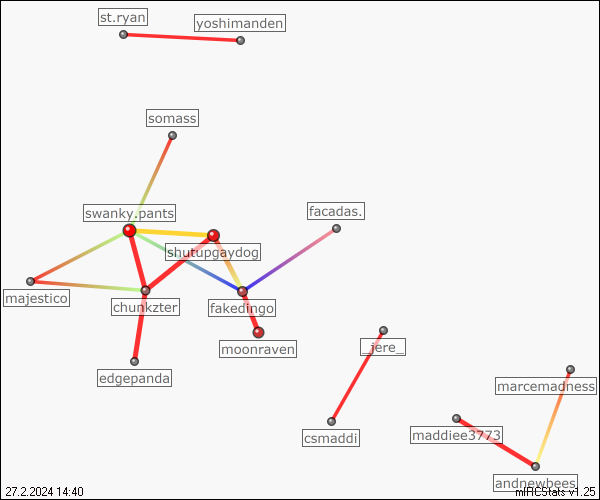 st.ryan
yoshimanden
somass
swanky.pants
facadas.
shutupgaydog
majestico
chunkzter
fakedingo
moonraven
_jere_
edgepanda
marcemadness
csmaddi
maddiee3773
andnewbees
27.2.2024 14:40
mIRCStats v1.25